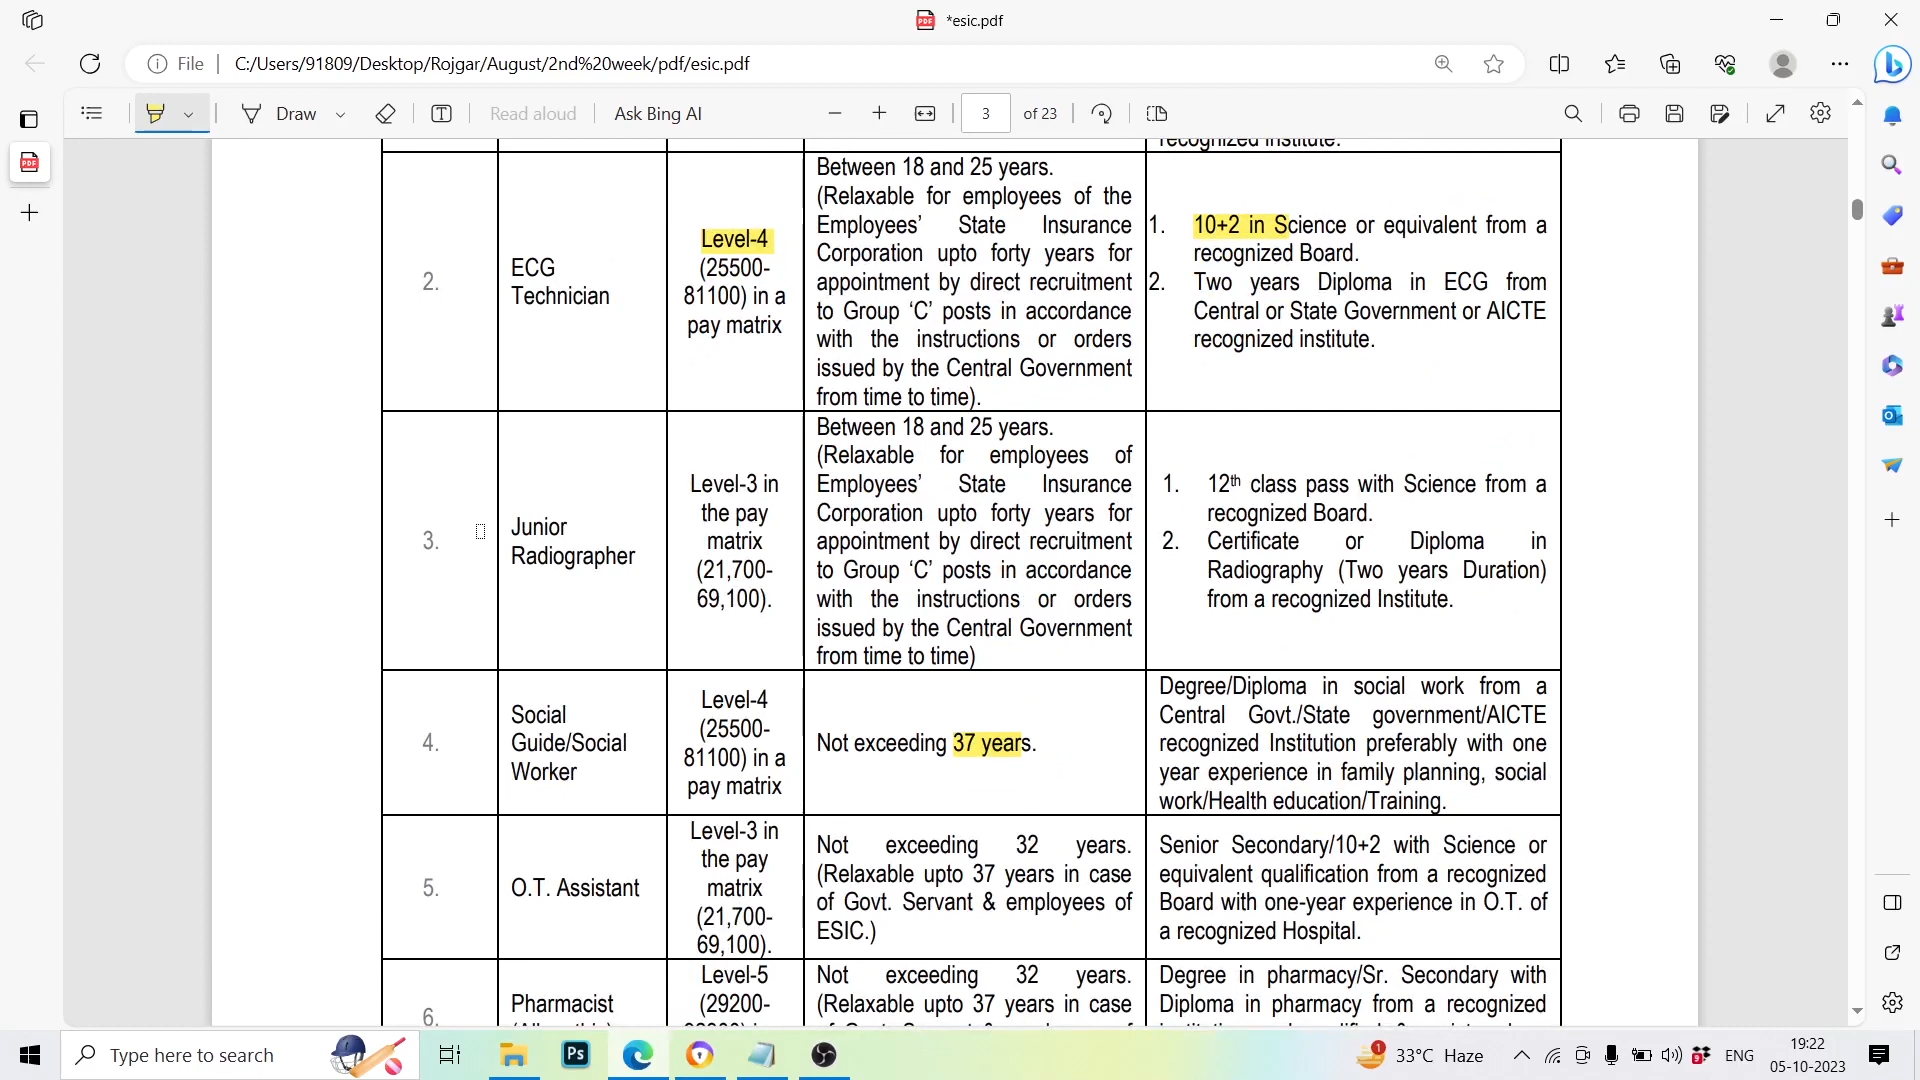 *esic.pdf
File
C:/Users/91809/Desktop/Rojgar/August/2nd%20week/pdf/esic.pdf
Draw
Read aloud
Ask Bing AI
3
of 23
recognized institute.
2.
ECG
Technician
Level-4
(25500-
81100) in a
pay matrix
Between 18 and 25 years.
(Relaxable for employees of the
Employees’ State Insurance
Corporation upto forty years for
appointment by direct recruitment
to Group ‘C’ posts in accordance
with the instructions or orders
issued by the Central Government
from time to time).
1. 10+2 in Science or equivalent from a
recognized Board.
2. Two years Diploma in ECG from
Central or State Government or AICTE
recognized institute.
3.
Junior
Radiographer
Level-3 in
the pay
matrix
(21,700-
69,100).
Between 18 and 25 years.
(Relaxable for employees of
Employees’ State Insurance
Corporation upto forty years for
appointment by direct recruitment
to Group ‘C’ posts in accordance
with the instructions or orders
issued by the Central Government
from time to time)
1. 12th class pass with Science from a
recognized Board.
2. Certificate or Diploma in
Radiography (Two years Duration)
from a recognized Institute.
4.
Social
Guide/Social
Worker
Level-4
(25500-
81100) in a
pay matrix
Not exceeding 37 years.
Degree/Diploma in social work from a
Central Govt./State government/AICTE
recognized Institution preferably with one
year experience in family planning, social
work/Health education/Training.
5.
O.T. Assistant
Level-3 in
the pay
matrix
(21,700-
69,100).
Not exceeding 32 years.
(Relaxable upto 37 years in case
of Govt. Servant & employees of
ESIC.)
Senior Secondary/10+2 with Science or
equivalent qualification from a recognized
Board with one-year experience in O.T. of
a recognized Hospital.
6.
Pharmacist
Level-5
(29200-
Not exceeding 32 years.
(Relaxable upto 37 years in case
Degree in pharmacy/Sr. Secondary with
Diploma in pharmacy from a recognized
Type here to search
Ps
1
33°C Haze
9
ENG
19:22
05-10-2023